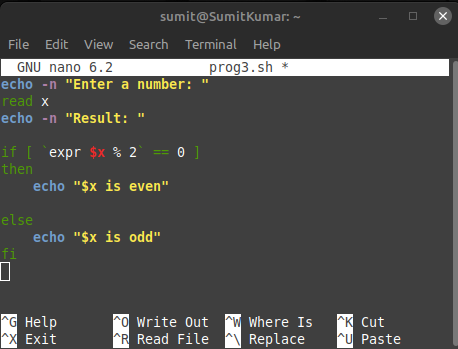 sumit@SumitKumar: ~
File Edit View Search Terminal Help
GNU nano 6.2 prog3.sh *
echo -n "Enter a number: "
read x
echo -n "Result: "
if [ `expr $x % 2` == 0 ]
then
echo "$x is even"
else
echo "$x is odd"
fi
^G Help ^O Write Out ^W Where Is ^K Cut
^X Exit ^R Read File ^\ Replace ^U Paste